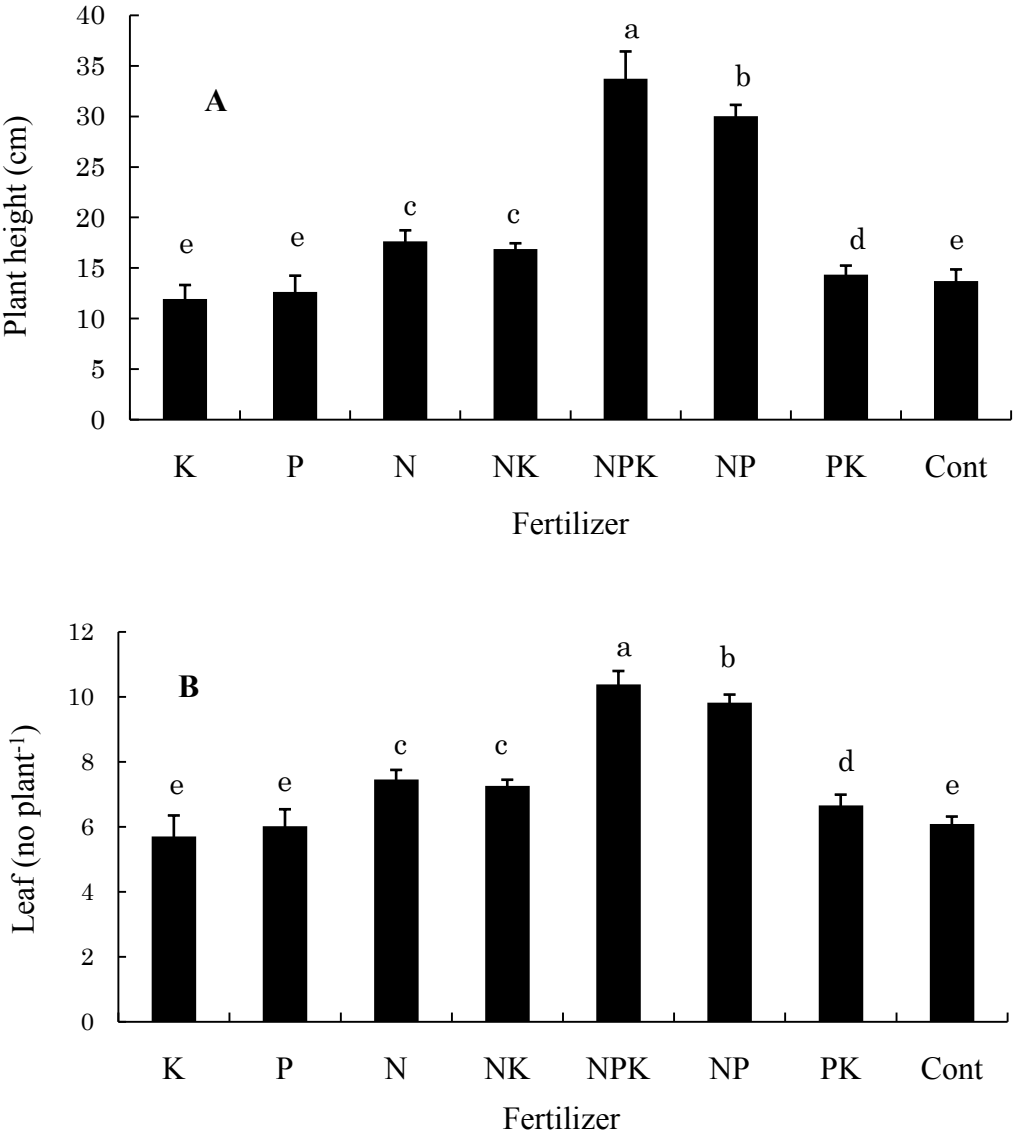 40
35
30
25
20
15
10
5
0
Plant height (cm)
A
e e c c a b d e
K P N NK NPK NP PK Cont
Fertilizer
12
10
8
6
4
2
0
Leaf (no plant-1)
B
e e c c a b d e
K P N NK NPK NP PK Cont
Fertilizer